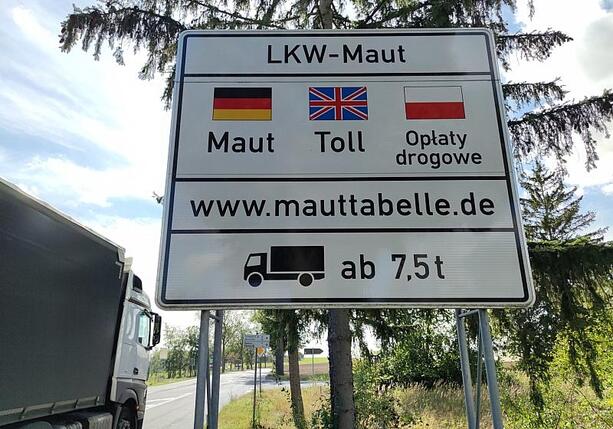 LKW-Maut
Maut
Toll
Opłaty
drogowe
www.mauttabelle.de
ab 7,5t